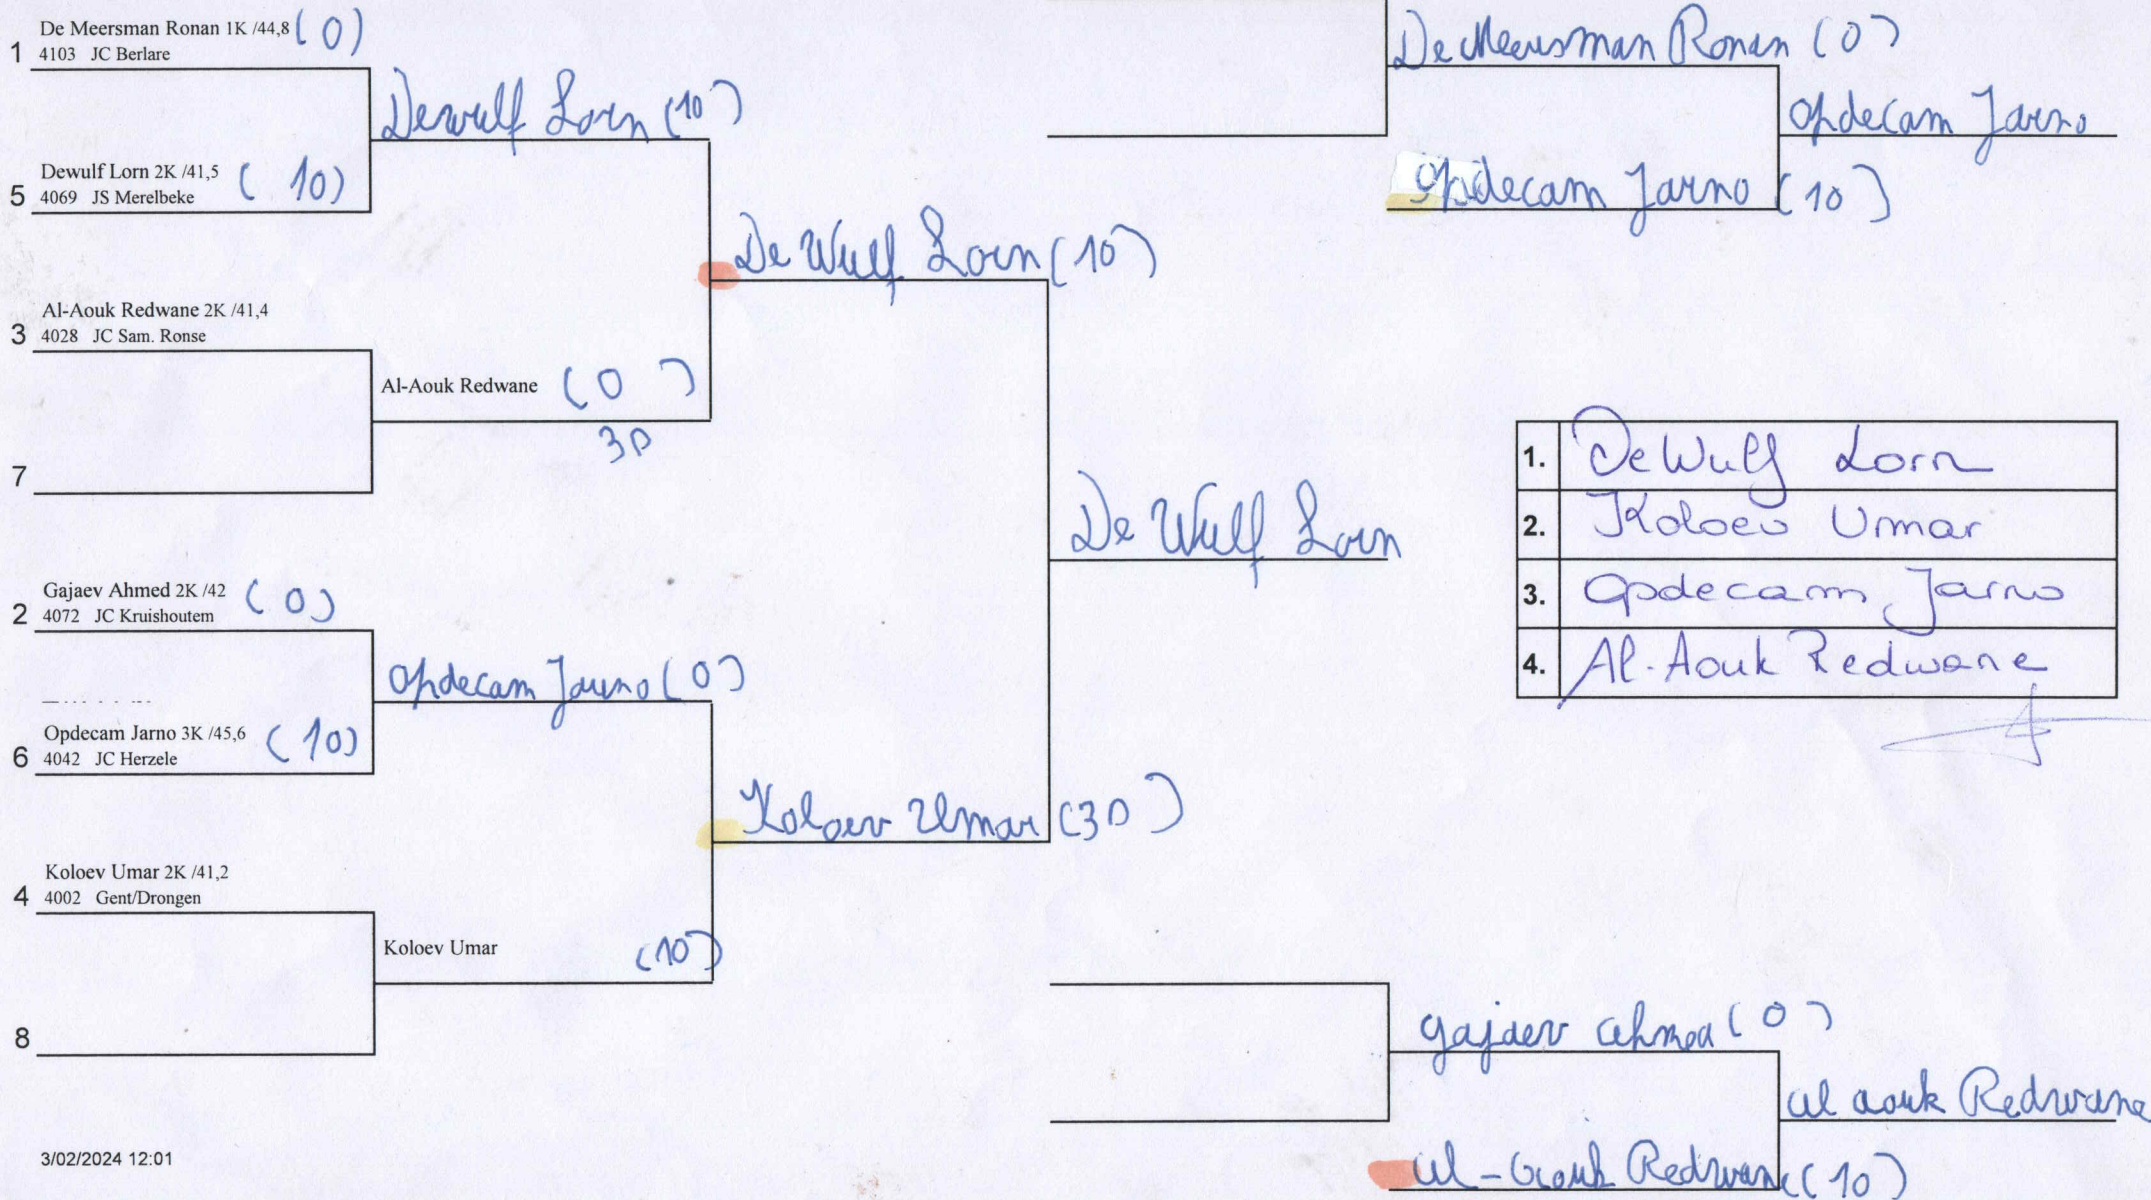 De Meersman Ronan 1K /44,8 (0)
1 4103 JC Berlare
Dewulf Lorn (10)
Dewulf Lorn 2K /41,5 (10)
5 4069 JS Merelbeke
De Wulf Lorn (10)
Al-Aouk Redwane 2K /41,4
3 4028 JC Sam. Ronse
Al-Aouk Redwane (0)
7
De Wulf Lorn
Gajaev Ahmed 2K /42 (0)
2 4072 JC Kruishoutem
Opdecam Jarno (0)
Opdecam Jarno 3K /45,6 (10)
6 4042 JC Herzele
Koloev Umar (30)
Koloev Umar 2K /41,2
4 4002 Gent/Drongen
Koloev Umar (10)
8
De Meersman Ronan (0)
Opdecam Jarno
Opdecam Jarno (10)
1. DeWulf Lorn
2. Koloev Umar
3. Opdecam Jarno
4. Al-Aouk Redwane
Gajaev Ahmed (0)
al aouk Redwane
al-Aouk Redwane (10)
3/02/2024 12:01